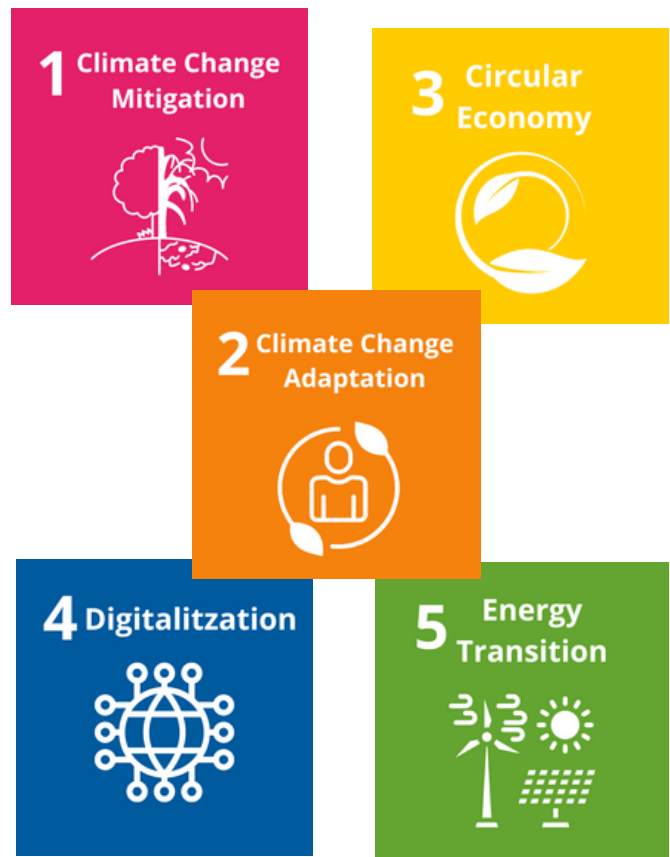 1 Climate Change
Mitigation
3 Circular
Economy
2 Climate Change
Adaptation
4 Digitalitzation
5 Energy
Transition